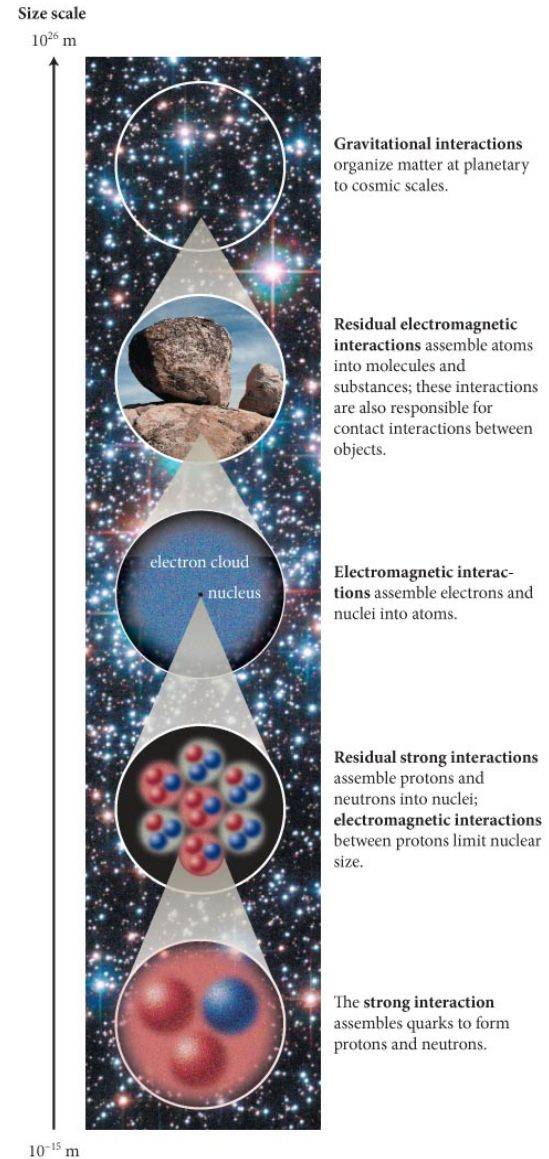 Size scale
10²⁶ m
Gravitational interactions
organize matter at planetary
to cosmic scales.
Residual electromagnetic
interactions assemble atoms
into molecules and
substances; these interactions
are also responsible for
contact interactions between
objects.
electron cloud
nucleus
Electromagnetic interac-
tions assemble electrons and
nuclei into atoms.
Residual strong interactions
assemble protons and
neutrons into nuclei;
electromagnetic interactions
between protons limit nuclear
size.
The strong interaction
assembles quarks to form
protons and neutrons.
10⁻¹⁵ m